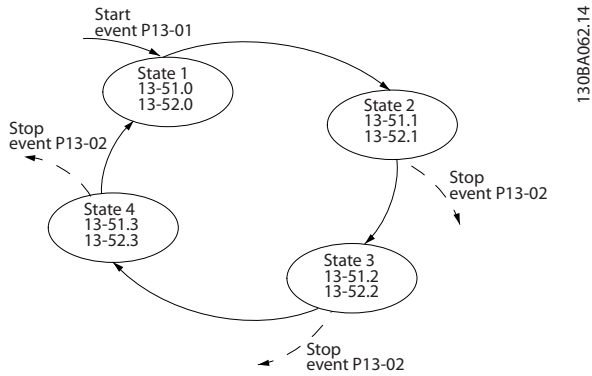 Start
event P13-01
130BA062.14
State 1
13-51.0
13-52.0
State 2
13-51.1
13-52.1
Stop
event P13-02
Stop
event P13-02
State 4
13-51.3
13-52.3
State 3
13-51.2
13-52.2
Stop
event P13-02